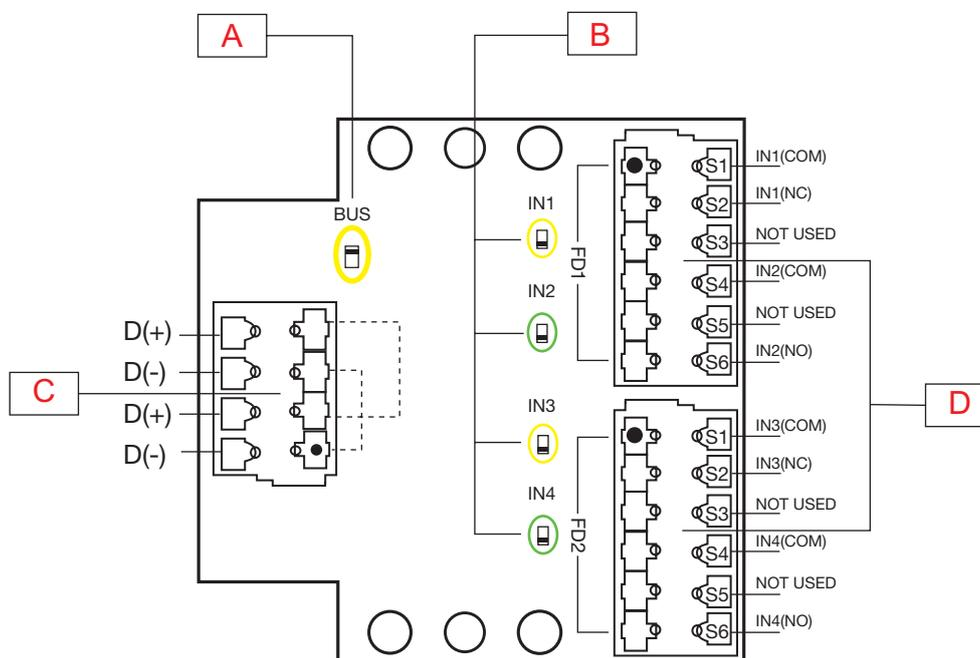 A
B
BUS
IN1
IN2
IN3
IN4
FD1
FD2
C
D(+)
D(-)
D(+)
D(-)
S1 IN1(COM)
S2 IN1(NC)
S3 NOT USED
S4 IN2(COM)
S5 NOT USED
S6 IN2(NO)
D
S1 IN3(COM)
S2 IN3(NC)
S3 NOT USED
S4 IN4(COM)
S5 NOT USED
S6 IN4(NO)